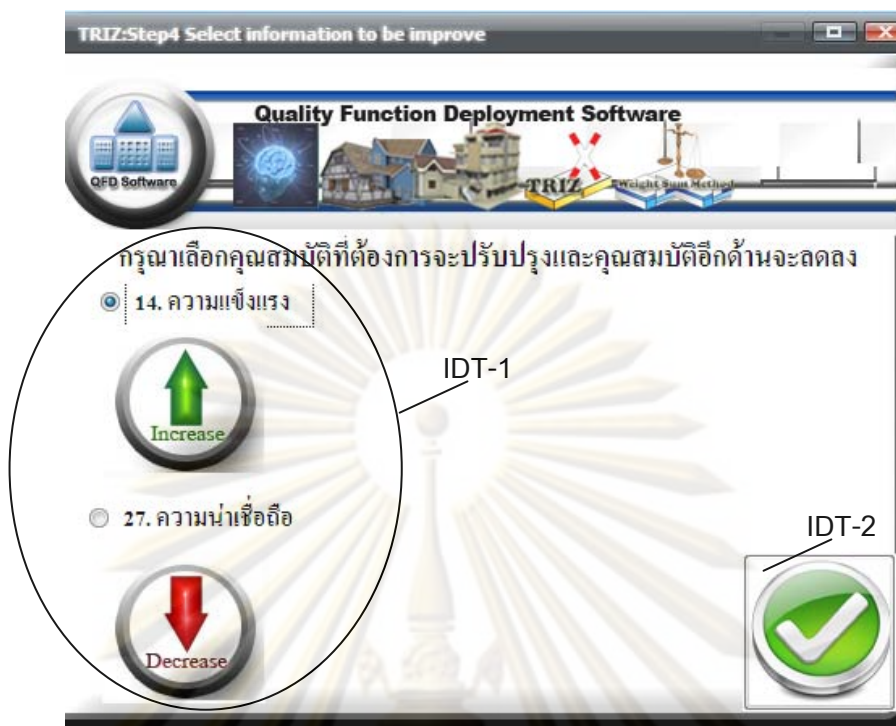 TRIZ:Step4 Select information to be improve
Quality Function Deployment Software
QFD Software
TRIZ
Weight Sum Method
กรุณาเลือกคุณสมบัติที่ต้องการจะปรับปรุงและคุณสมบัติอีกด้านจะลดลง
14. ความแข็งแรง
IDT-1
Increase
27. ความน่าเชื่อถือ
IDT-2
Decrease